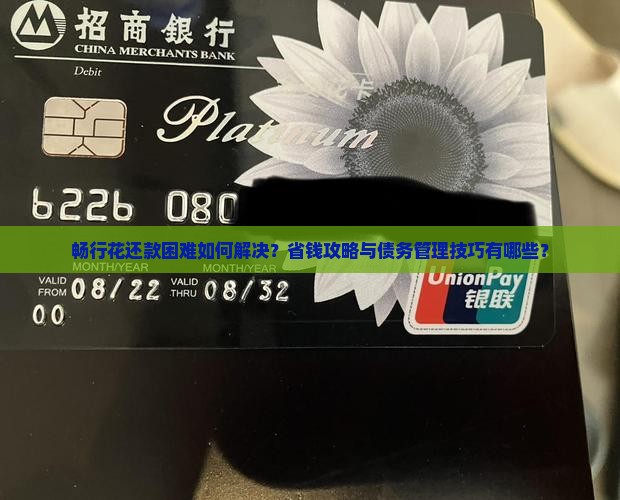 招商銀行
CHINA MERCHANTS BANK
Debit
Platinum
6226 080
畅行花还款困难如何解决？省钱攻略与债务管理技巧有哪些？
MONTH/YEAR MONTH/YEAR
VALID FROM 08/22 VALID THRU 08/32
00
UnionPay
银联